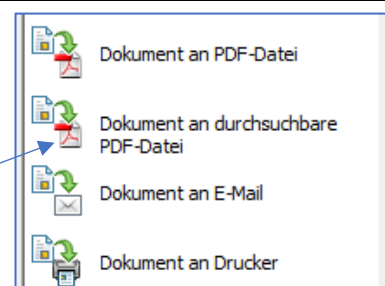 Dokument an PDF-Datei
Dokument an durchsuchbare
PDF-Datei
Dokument an E-Mail
Dokument an Drucker